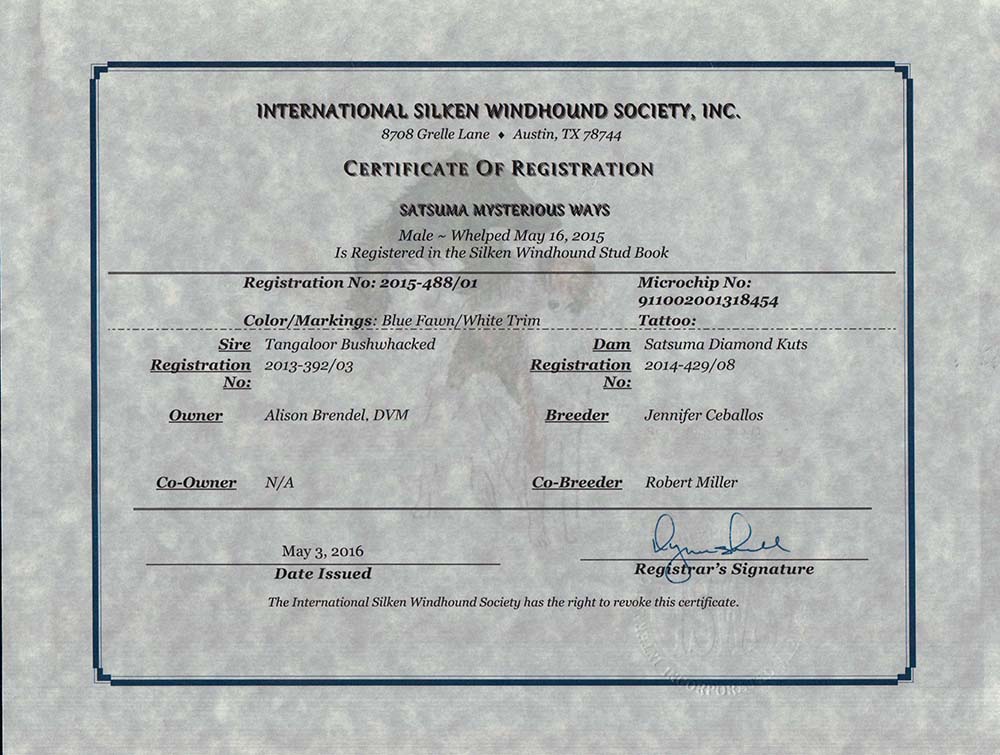 INTERNATIONAL SILKEN WINDHOUND SOCIETY, INC.
8708 Grelle Lane ♦ Austin, TX 78744
CERTIFICATE OF REGISTRATION
SATSUMA MYSTERIOUS WAYS
Male ~ Whelped May 16, 2015
Is Registered in the Silken Windhound Stud Book
Registration No: 2015-488/01
Microchip No:
911002001318454
Color/Markings: Blue Fawn/White Trim
Tattoo:
Sire Tangaloor Bushwhacked
Dam Satsuma Diamond Kuts
Registration 2013-392/03
No:
Registration 2014-429/08
No:
Owner Alison Brendel, DVM
Breeder Jennifer Ceballos
Co-Owner N/A
Co-Breeder Robert Miller
May 3, 2016
Date Issued
Registrar's Signature
The International Silken Windhound Society has the right to revoke this certificate.